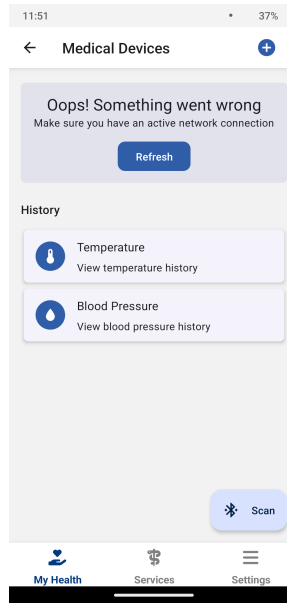 11:51
37%
Medical Devices
Oops! Something went wrong
Make sure you have an active network connection
Refresh
History
Temperature
View temperature history
Blood Pressure
View blood pressure history
Scan
My Health
Services
Settings